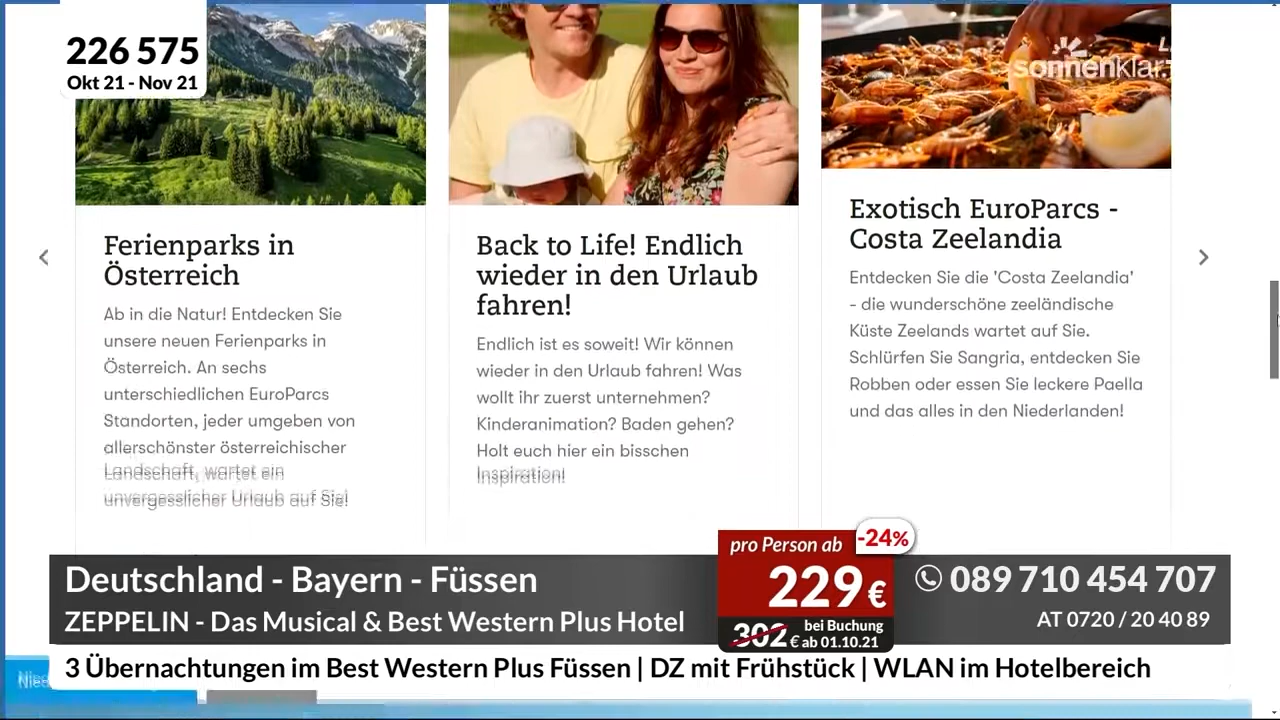 226 575
Okt 21 - Nov 21
sonnenklar.
Ferienparks in
Österreich
Ab in die Natur! Entdecken Sie
unsere neuen Ferienparks in
Österreich. An sechs
unterschiedlichen EuroParcs
Standorten, jeder umgeben von
allerschönster österreichischer
Landschaft, wartet ein
unvergesslicher Urlaub auf Sie!
Back to Life! Endlich
wieder in den Urlaub
fahren!
Endlich ist es soweit! Wir können
wieder in den Urlaub fahren! Was
wollt ihr zuerst unternehmen?
Kinderanimation? Baden gehen?
Holt euch hier ein bisschen
Inspiration!
Exotisch EuroParcs -
Costa Zeelandia
Entdecken Sie die 'Costa Zeelandia'
- die wunderschöne zeeländische
Küste Zeelands wartet auf Sie.
Schlürfen Sie Sangria, entdecken Sie
Robben oder essen Sie leckere Paella
und das alles in den Niederlanden!
Deutschland - Bayern - Füssen
ZEPPELIN - Das Musical & Best Western Plus Hotel
pro Person ab
-24%
229 €
302 € bei Buchung
ab 01.10.21
089 710 454 707
AT 0720 / 20 40 89
3 Übernachtungen im Best Western Plus Füssen | DZ mit Frühstück | WLAN im Hotelbereich